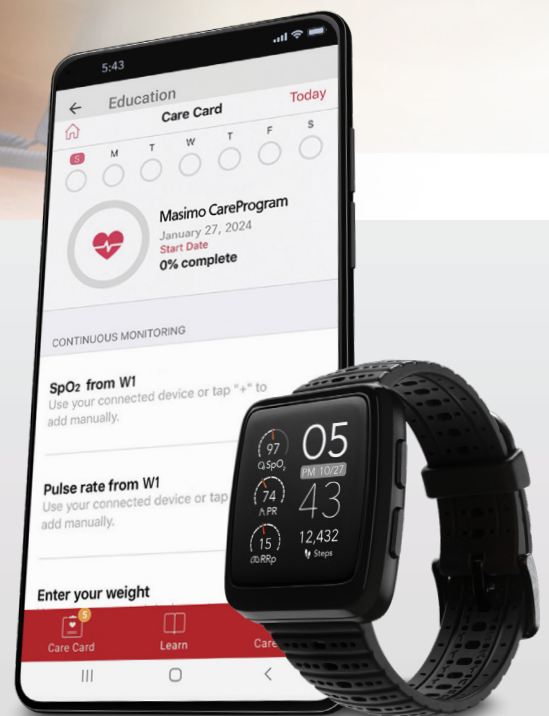 5:43
Education
Care Card
Today
S M T W T F S
Masimo CareProgram
January 27, 2024
Start Date
0% complete
CONTINUOUS MONITORING
SpO₂ from W1
Use your connected device or tap "+" to
add manually.
Pulse rate from W1
Use your connected device or tap
add manually.
Enter your weight
5
Care Card
Learn
Care
97
SpO₂
74
PR
15
RRp
05
PM 10/27
43
12,432
Steps